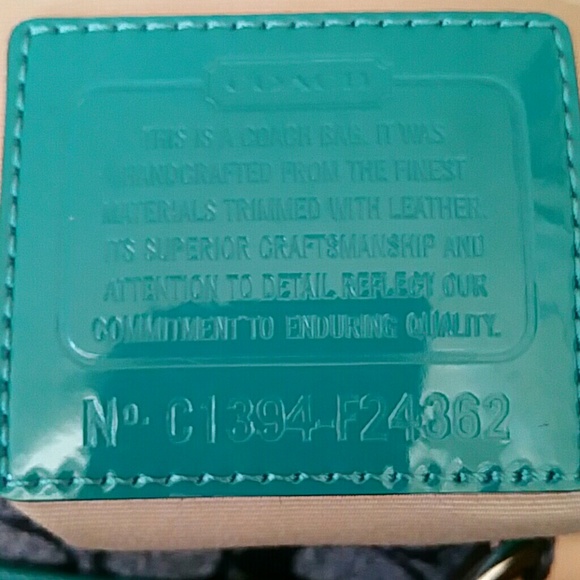 COACH
THIS IS A COACH BAG. IT WAS
HANDCRAFTED FROM THE FINEST
MATERIALS TRIMMED WITH LEATHER.
ITS SUPERIOR CRAFTSMANSHIP AND
ATTENTION TO DETAIL REFLECT OUR
COMMITMENT TO ENDURING QUALITY.
Nº· C1394-F24362